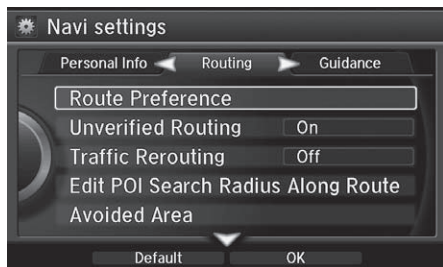 Navi settings
Personal Info Routing Guidance
Route Preference
Unverified Routing On
Traffic Rerouting Off
Edit POI Search Radius Along Route
Avoided Area
Default OK